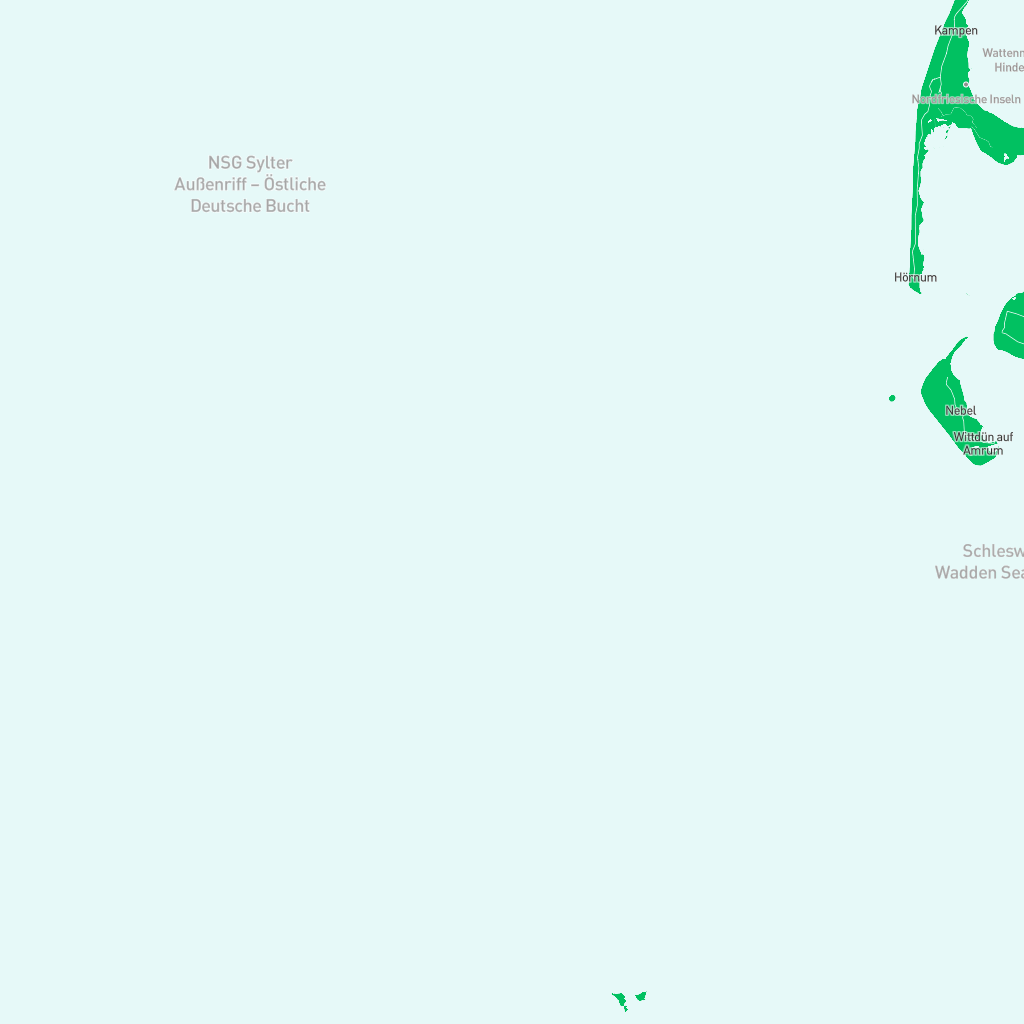 Kampen
Wattenm
Hinde
Nordfriesische Inseln
NSG Sylter
Außenriff – Östliche
Deutsche Bucht
Hörnum
Nebel
Wittdün auf
Amrum
Schlesw
Wadden Sea